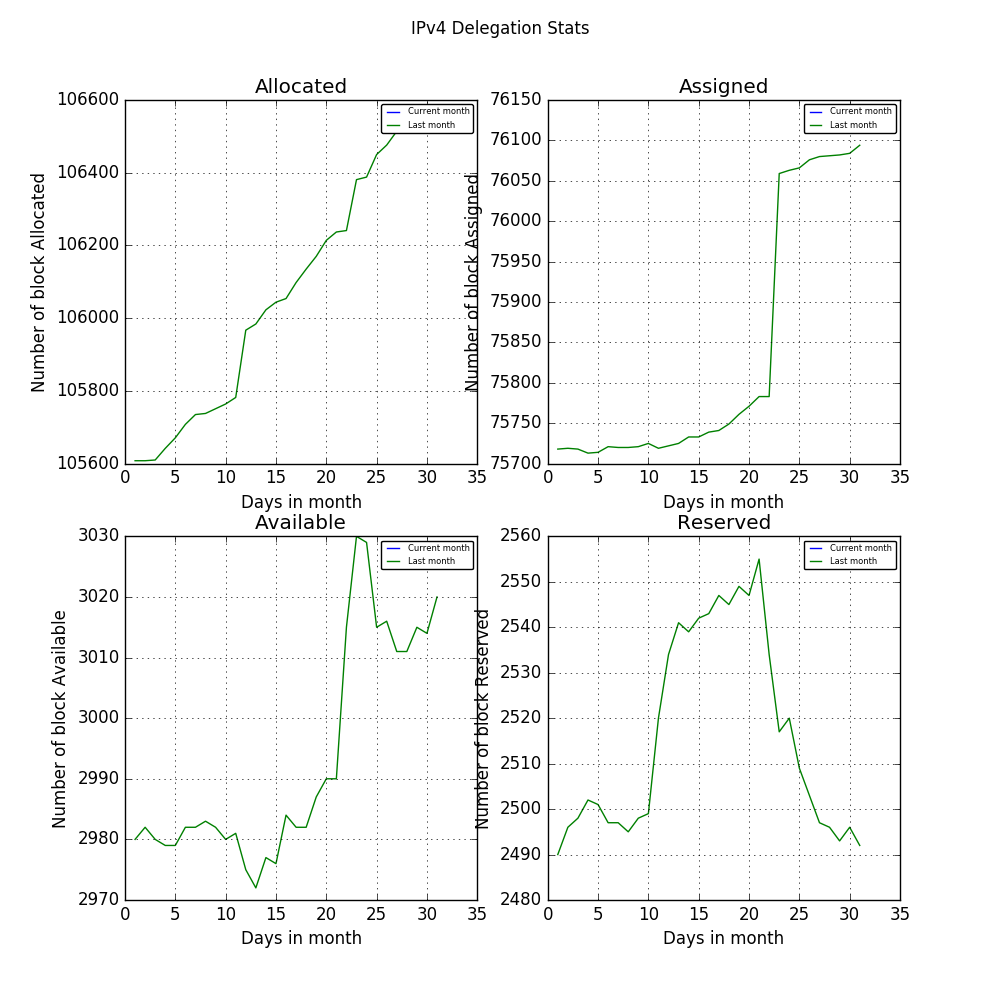 IPv4 Delegation Stats
Allocated
Number of block Allocated
106600
106400
106200
106000
105800
105600
0 5 10 15 20 25 30 35
Days in month
Current month
Last month
Assigned
Number of block Assigned
76150
76100
76050
76000
75950
75900
75850
75800
75750
75700
0 5 10 15 20 25 30 35
Days in month
Current month
Last month
Available
Number of block Available
3030
3020
3010
3000
2990
2980
2970
0 5 10 15 20 25 30 35
Days in month
Current month
Last month
Reserved
Number of block Reserved
2560
2550
2540
2530
2520
2510
2500
2490
2480
0 5 10 15 20 25 30 35
Days in month
Current month
Last month